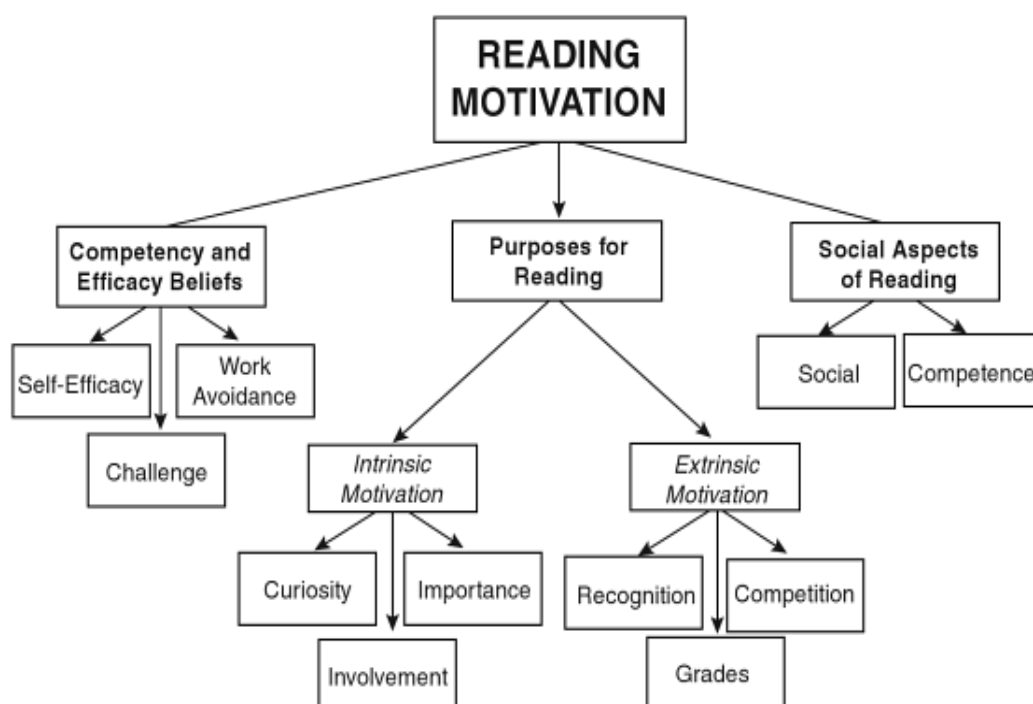 READING
MOTIVATION
Competency and
Efficacy Beliefs
Purposes for
Reading
Social Aspects
of Reading
Self-Efficacy
Work
Avoidance
Challenge
Social
Competence
Intrinsic
Motivation
Extrinsic
Motivation
Curiosity
Importance
Involvement
Recognition
Competition
Grades